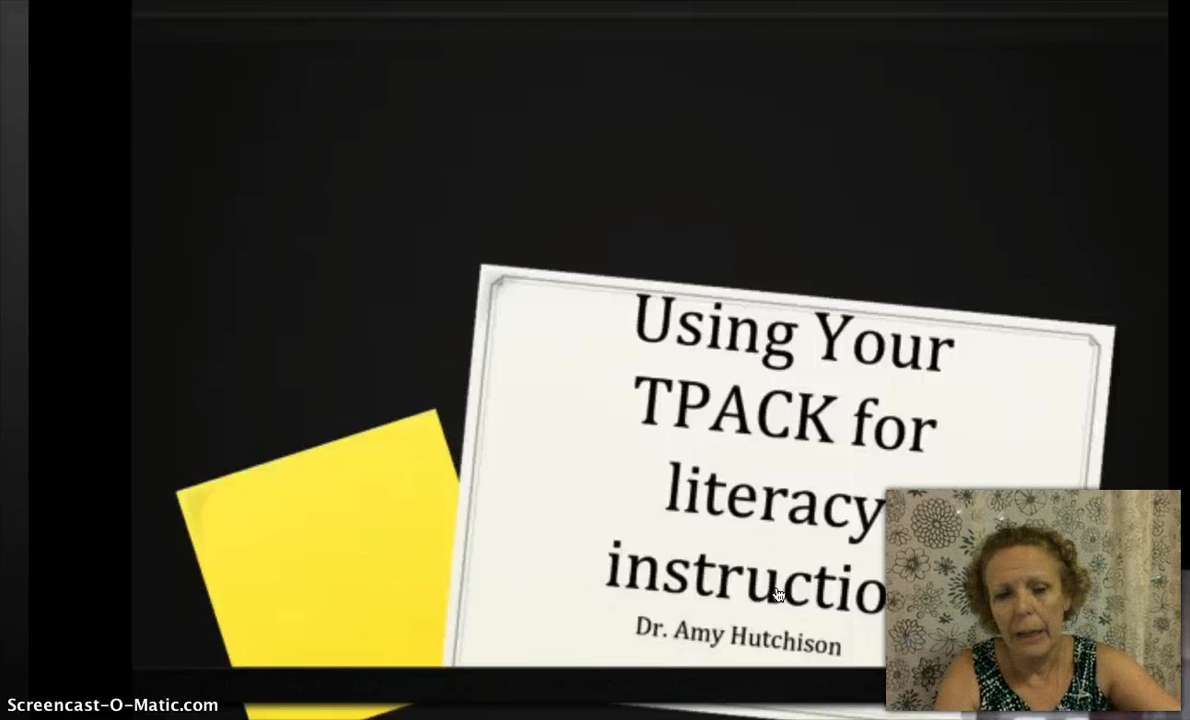 Using Your
TPACK for
literacy
instructio
Dr. Amy Hutchison
Screencast-O-Matic.com